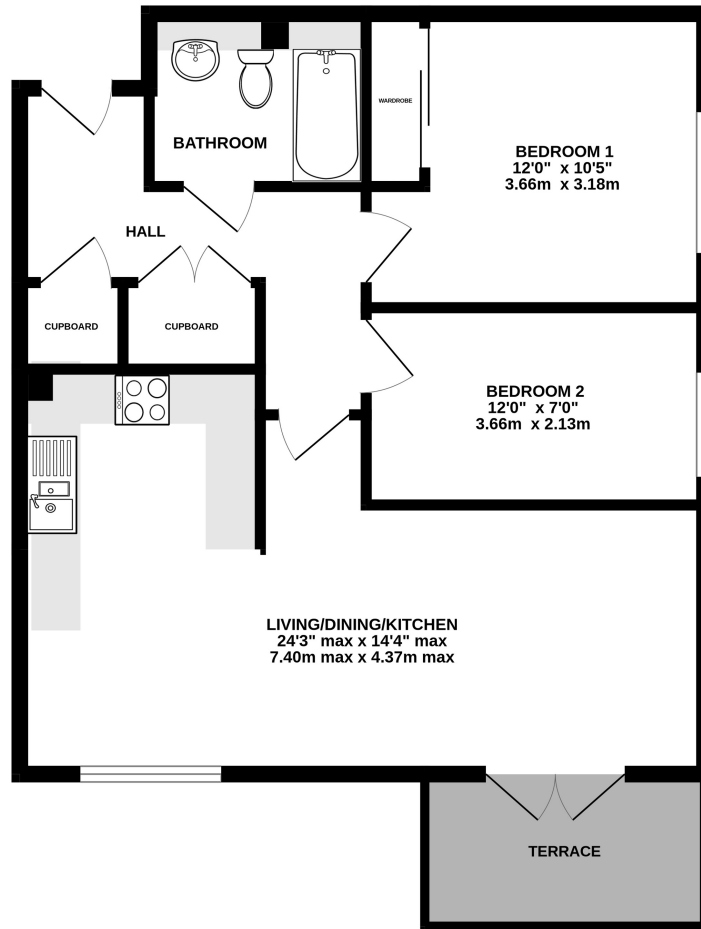 BATHROOM
WARDROBE
BEDROOM 1
12'0" x 10'5"
3.66m x 3.18m
HALL
CUPBOARD
CUPBOARD
BEDROOM 2
12'0" x 7'0"
3.66m x 2.13m
LIVING/DINING/KITCHEN
24'3" max x 14'4" max
7.40m max x 4.37m max
TERRACE